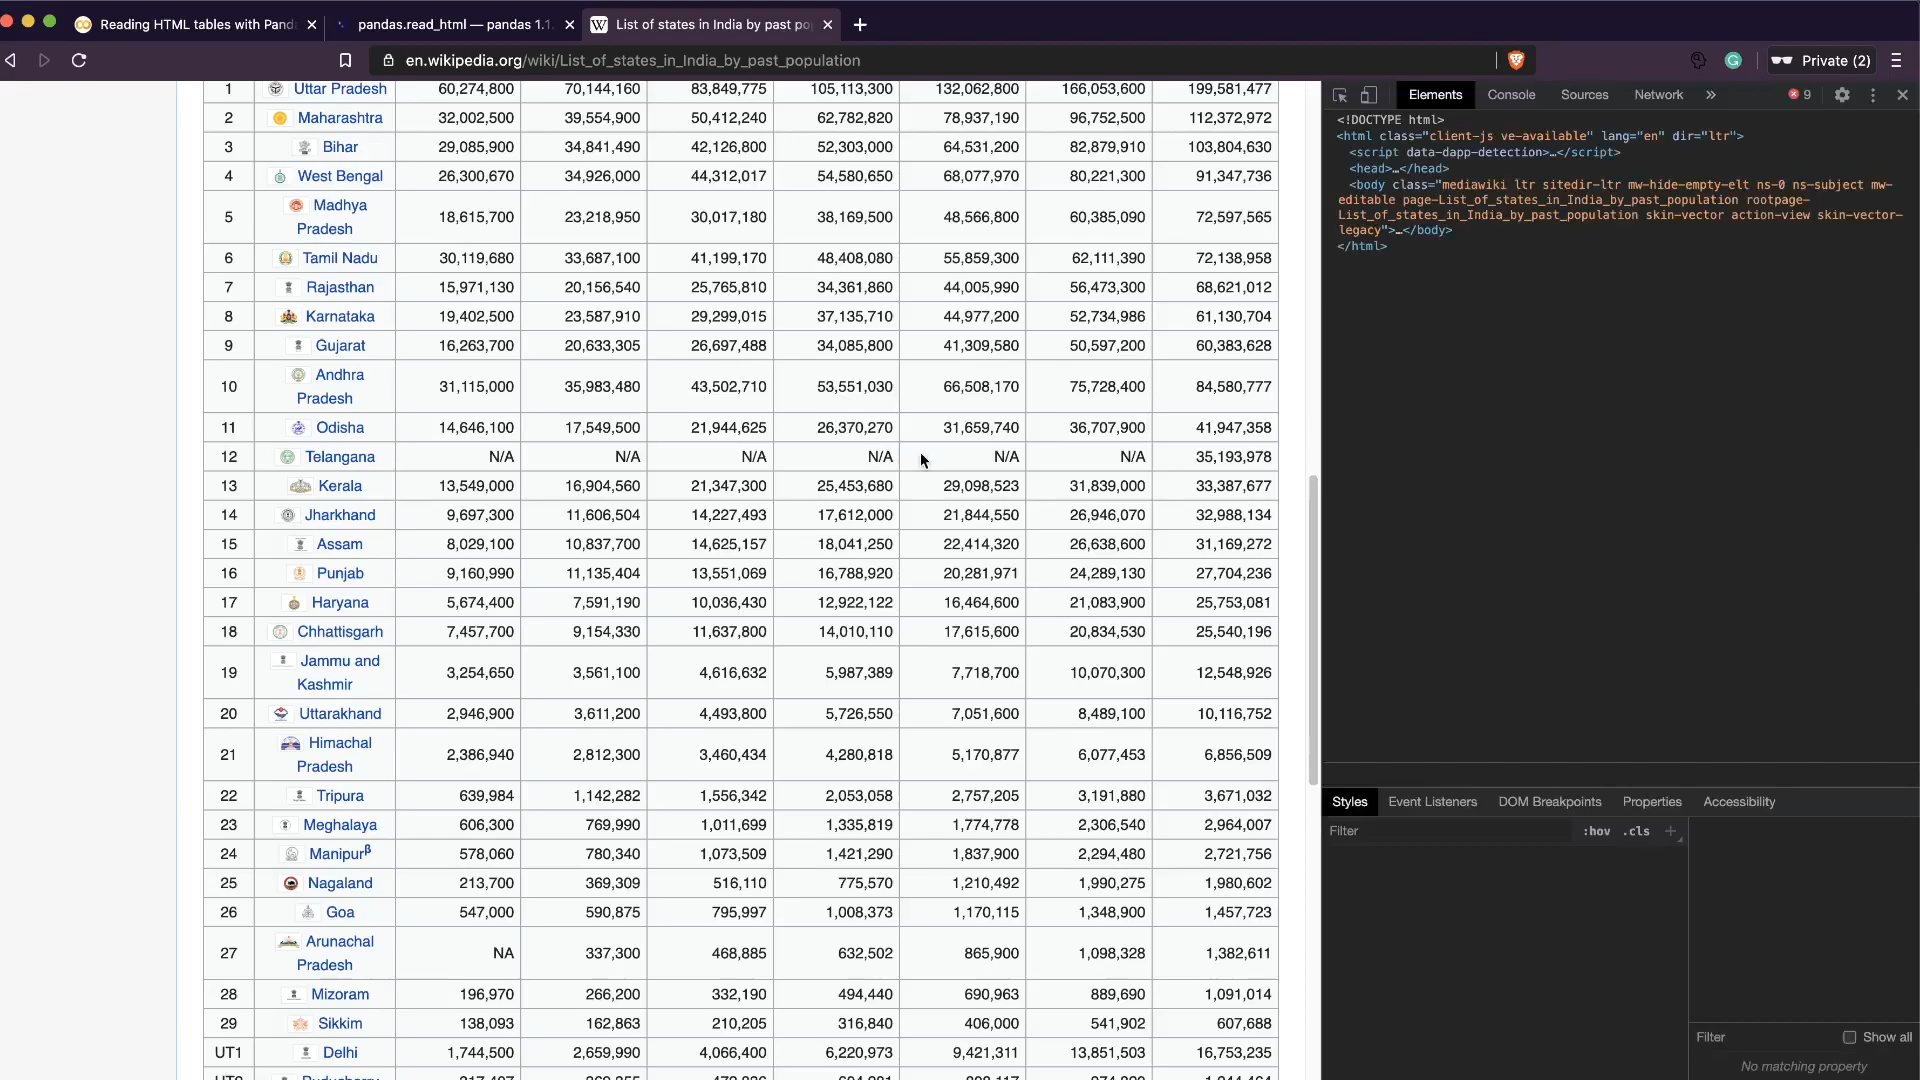 Reading HTML tables with Pand
pandas.read_html — pandas 1.1.
List of states in India by past po
en.wikipedia.org/wiki/List_of_states_in_India_by_past_population
Private (2)
1 Uttar Pradesh 60,274,800 70,144,160 83,849,775 105,113,300 132,062,800 166,053,600 199,581,477
2 Maharashtra 32,002,500 39,554,900 50,412,240 62,782,820 78,937,190 96,752,500 112,372,972
3 Bihar 29,085,900 34,841,490 42,126,800 52,303,000 64,531,200 82,879,910 103,804,630
4 West Bengal 26,300,670 34,926,000 44,312,017 54,580,650 68,077,970 80,221,300 91,347,736
5 Madhya
Pradesh 18,615,700 23,218,950 30,017,180 38,169,500 48,566,800 60,385,090 72,597,565
6 Tamil Nadu 30,119,680 33,687,100 41,199,170 48,408,080 55,859,300 62,111,390 72,138,958
7 Rajasthan 15,971,130 20,156,540 25,765,810 34,361,860 44,005,990 56,473,300 68,621,012
8 Karnataka 19,402,500 23,587,910 29,299,015 37,135,710 44,977,200 52,734,986 61,130,704
9 Gujarat 16,263,700 20,633,305 26,697,488 34,085,800 41,309,580 50,597,200 60,383,628
10 Andhra
Pradesh 31,115,000 35,983,480 43,502,710 53,551,030 66,508,170 75,728,400 84,580,777
11 Odisha 14,646,100 17,549,500 21,944,625 26,370,270 31,659,740 36,707,900 41,947,358
12 Telangana N/A N/A N/A N/A N/A N/A 35,193,978
13 Kerala 13,549,000 16,904,560 21,347,300 25,453,680 29,098,523 31,839,000 33,387,677
14 Jharkhand 9,697,300 11,606,504 14,227,493 17,612,000 21,844,550 26,946,070 32,988,134
15 Assam 8,029,100 10,837,700 14,625,157 18,041,250 22,414,320 26,638,600 31,169,272
16 Punjab 9,160,990 11,135,404 13,551,069 16,788,920 20,281,971 24,289,130 27,704,236
17 Haryana 5,674,400 7,591,190 10,036,430 12,922,122 16,464,600 21,083,900 25,753,081
18 Chhattisgarh 7,457,700 9,154,330 11,637,800 14,010,110 17,615,600 20,834,530 25,540,196
19 Jammu and
Kashmir 3,254,650 3,561,100 4,616,632 5,987,389 7,718,700 10,070,300 12,548,926
20 Uttarakhand 2,946,900 3,611,200 4,493,800 5,726,550 7,051,600 8,489,100 10,116,752
21 Himachal
Pradesh 2,386,940 2,812,300 3,460,434 4,280,818 5,170,877 6,077,453 6,856,509
22 Tripura 639,984 1,142,282 1,556,342 2,053,058 2,757,205 3,191,880 3,671,032
23 Meghalaya 606,300 769,990 1,011,699 1,335,819 1,774,778 2,306,540 2,964,007
24 Manipurᵝ 578,060 780,340 1,073,509 1,421,290 1,837,900 2,294,480 2,721,756
25 Nagaland 213,700 369,309 516,110 775,570 1,210,492 1,990,275 1,980,602
26 Goa 547,000 590,875 795,997 1,008,373 1,170,115 1,348,900 1,457,723
27 Arunachal
Pradesh NA 337,300 468,885 632,502 865,900 1,098,328 1,382,611
28 Mizoram 196,970 266,200 332,190 494,440 690,963 889,690 1,091,014
29 Sikkim 138,093 162,863 210,205 316,840 406,000 541,902 607,688
UT1 Delhi 1,744,500 2,659,990 4,066,400 6,220,973 9,421,311 13,851,503 16,753,235
Elements Console Sources Network » 9
<!DOCTYPE html>
<html class="client-js ve-available" lang="en" dir="ltr">
<script data-dapp-detection>…</script>
<head>…</head>
<body class="mediawiki ltr sitedir-ltr mw-hide-empty-elt ns-0 ns-subject mw-
editable page-List_of_states_in_India_by_past_population rootpage-
List_of_states_in_India_by_past_population skin-vector action-view skin-vector-
legacy">…</body>
</html>
Styles Event Listeners DOM Breakpoints Properties Accessibility
Filter :hov .cls +
Filter Show all
No matching property